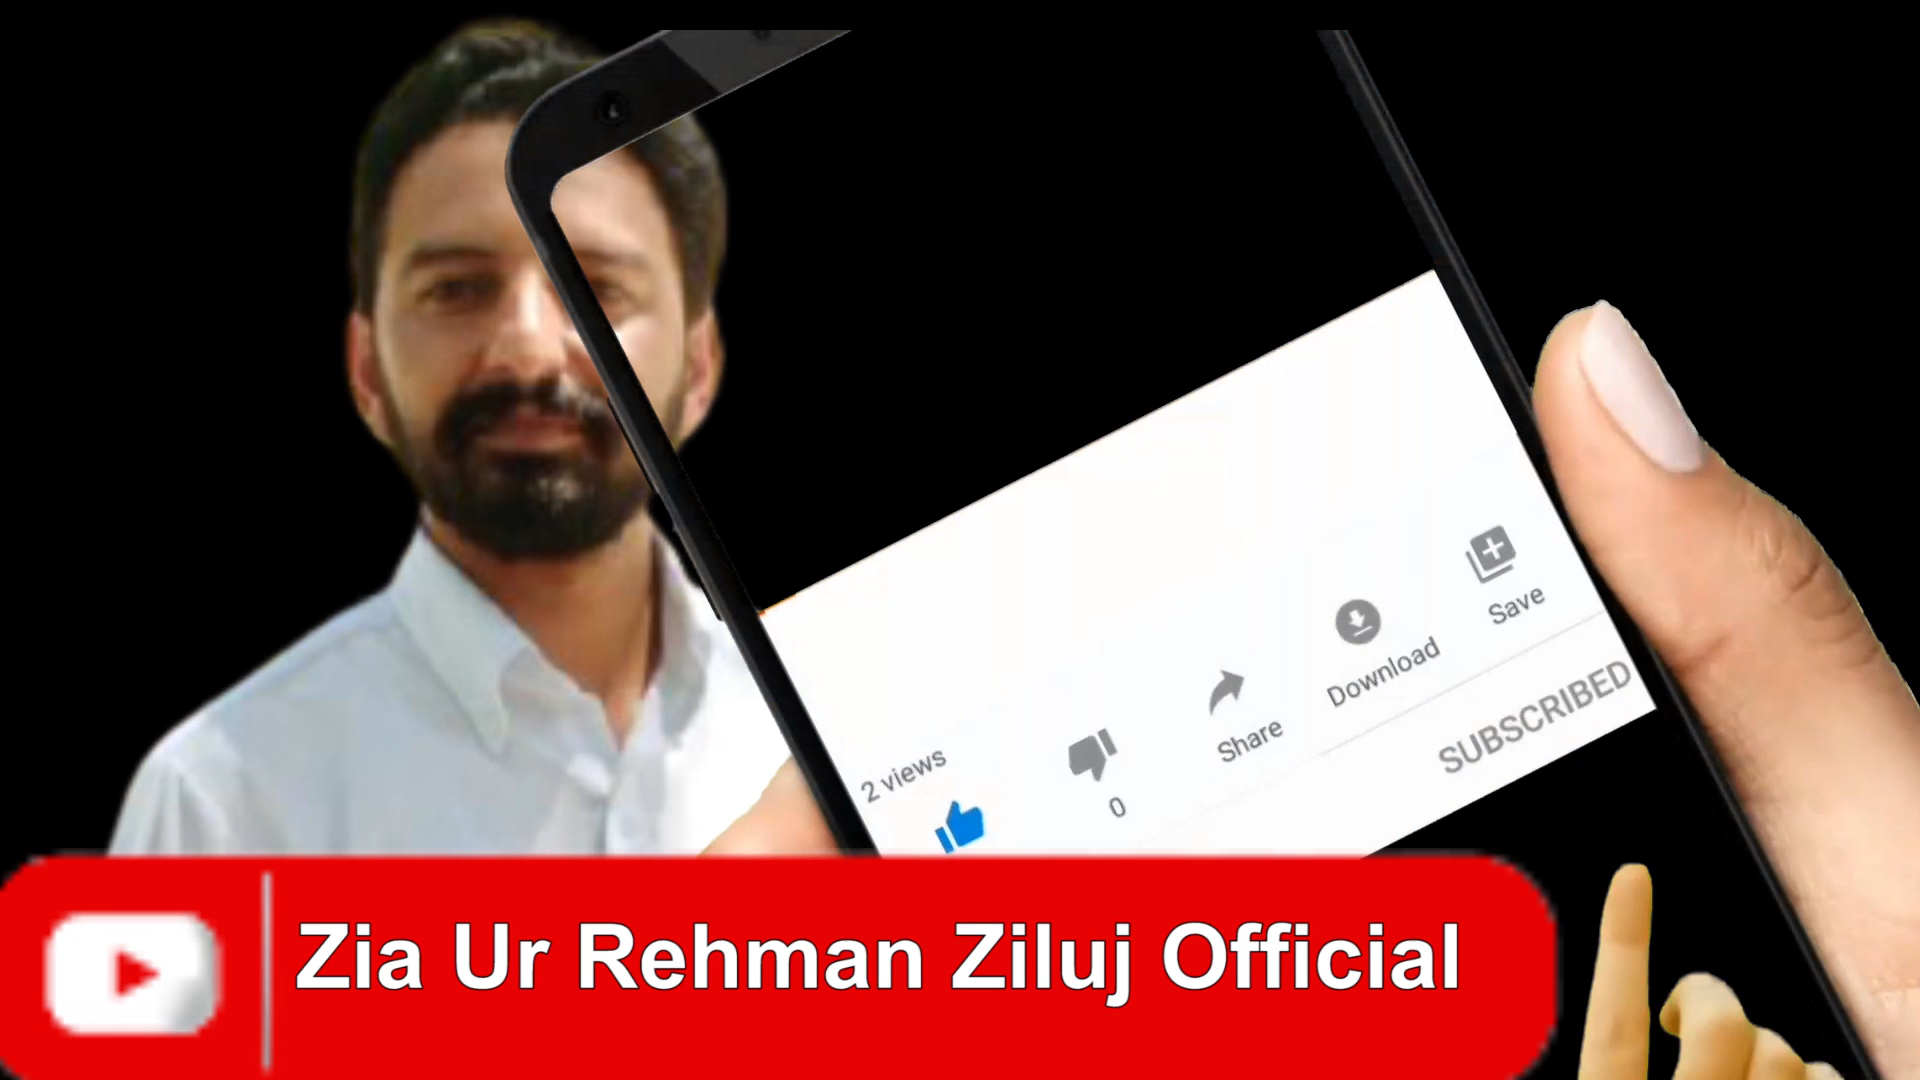 2 views
0
Share
Download
Save
SUBSCRIBED
Zia Ur Rehman Ziluj Official